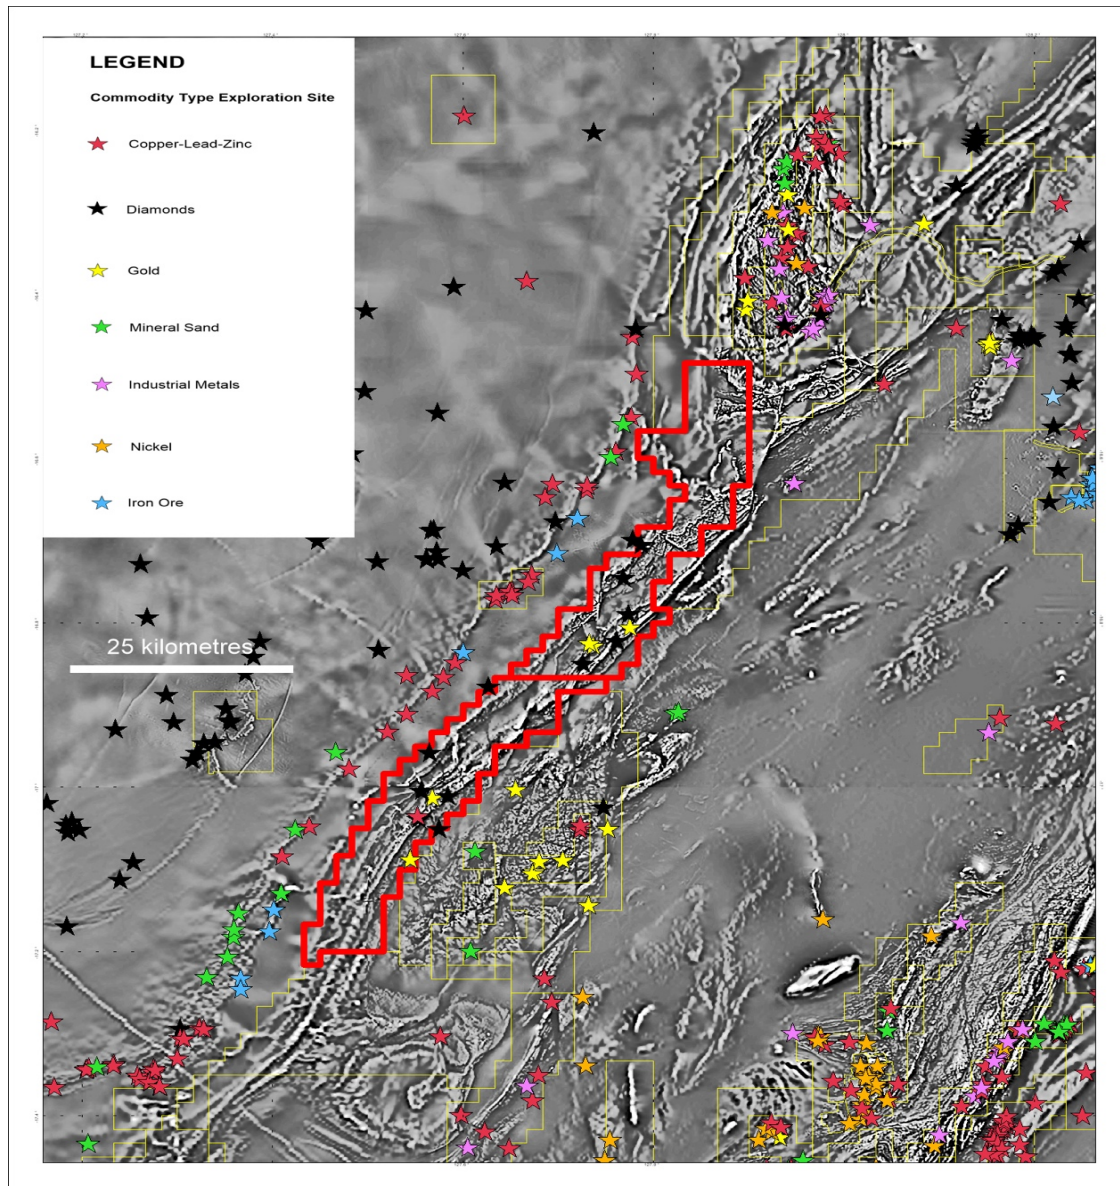 LEGEND
Commodity Type Exploration Site
Copper-Lead-Zinc
Diamonds
Gold
Mineral Sand
Industrial Metals
Nickel
Iron Ore
25 kilometres